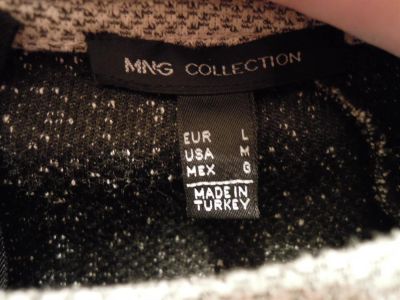 MNG COLLECTION
EUR L
USA M
MEX G
MADE IN
TURKEY